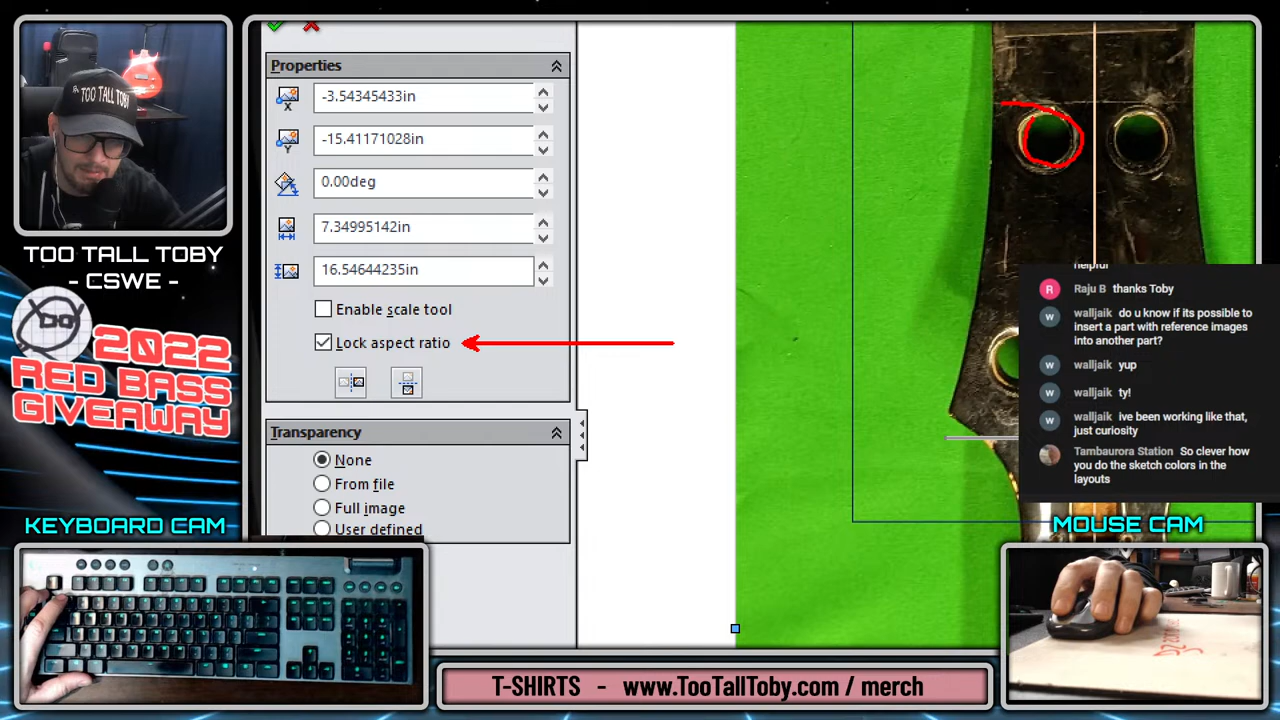 TOO TALL TOBY
TOO TALL TOBY
- CSWE -
2022
RED BASS
GIVEAWAY
KEYBOARD CAM
Properties
X
-3.54345433in
Y
-15.41171028in
0.00deg
7.34995142in
16.54644235in
Enable scale tool
Lock aspect ratio
Transparency
None
From file
Full image
User defined
helpful
R Raju B thanks Toby
w walljaik do u know if its possible to
insert a part with reference images
into another part?
w walljaik yup
w walljaik ty!
w walljaik ive been working like that,
just curiosity
Tambaurora Station So clever how
you do the sketch colors in the
layouts
MOUSE CAM
T-SHIRTS - www.TooTallToby.com / merch